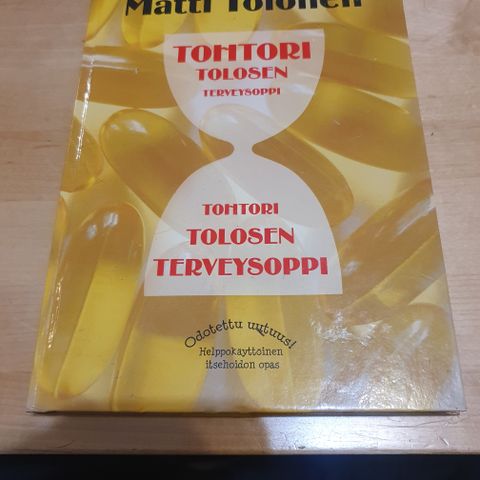 Matti Tolonen
TOHTORI
TOLOSEN
TERVEYSOPPI
TOHTORI
TOLOSEN
TERVEYSOPPI
Odotettu uutuus!
Helppokäyttöinen
itsehoidon opas